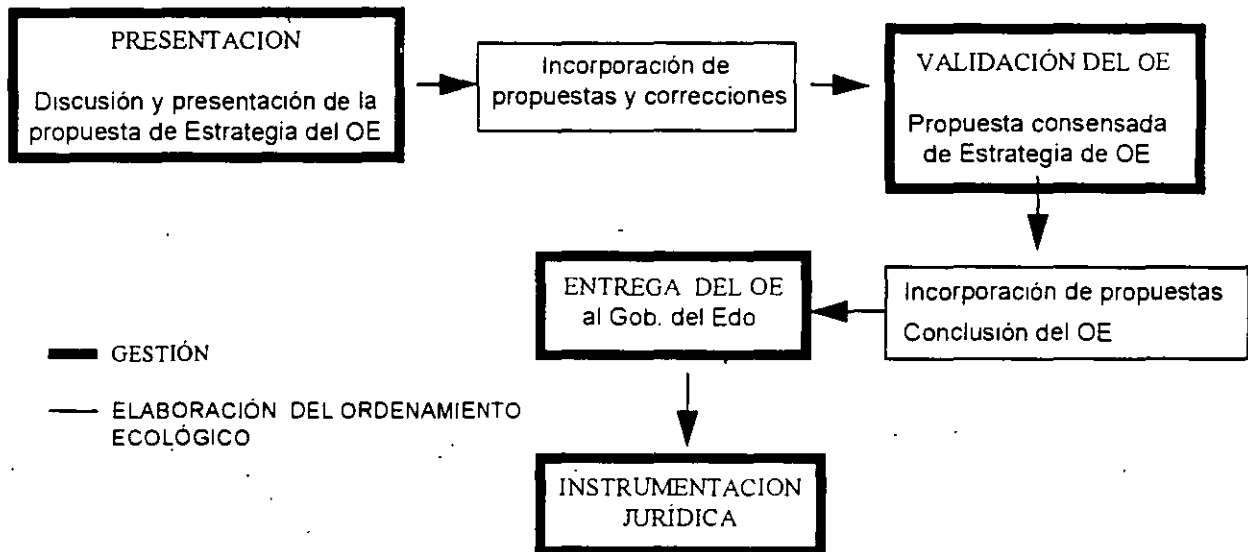 PRESENTACION
Discusión y presentación de la
propuesta de Estrategia del OE
Incorporación de
propuestas y correcciones
VALIDACIÓN DEL OE
Propuesta consensada
de Estrategia de OE
Incorporación de propuestas
Conclusión del OE
ENTREGA DEL OE
al Gob. del Edo
GESTIÓN
ELABORACIÓN DEL ORDENAMIENTO
ECOLÓGICO
INSTRUMENTACION
JURÍDICA